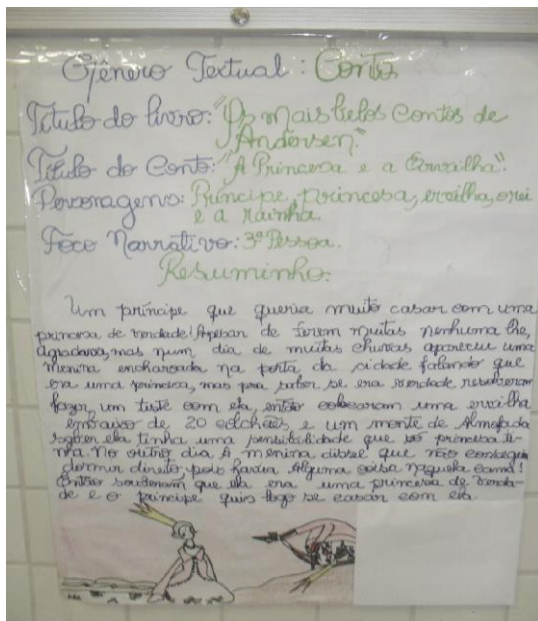 Gênero Textual: Conto
Título do livro: "Os mais belos contos de
Andersen."
Título do Conto: "A Princesa e a Ervilha".
Personagens: Príncipe, princesa, ervilha, o rei
e a rainha.
Foco Narrativo: 3ª Pessoa.
Resuminho:
Um príncipe que queria muito casar com uma
princesa de verdade! Apesar de terem muitas nenhuma lhe
agradava, mas num dia de muitas chuvas apareceu uma
menina encharcada na porta da cidade falando que
era uma princesa, mas pra saber se era verdade resolveram
fazer um teste com ela, então colocaram uma ervilha
embaixo de 20 colchões e um monte de Almofada
ela tinha uma sensibilidade que só princesa ti-
nha. No outro dia A menina disse que não conseguiu
dormir direito, pois havia Alguma coisa naquela cama!
Então souberam que ela era uma princesa de verda-
de e o príncipe quis logo se casar com ela.